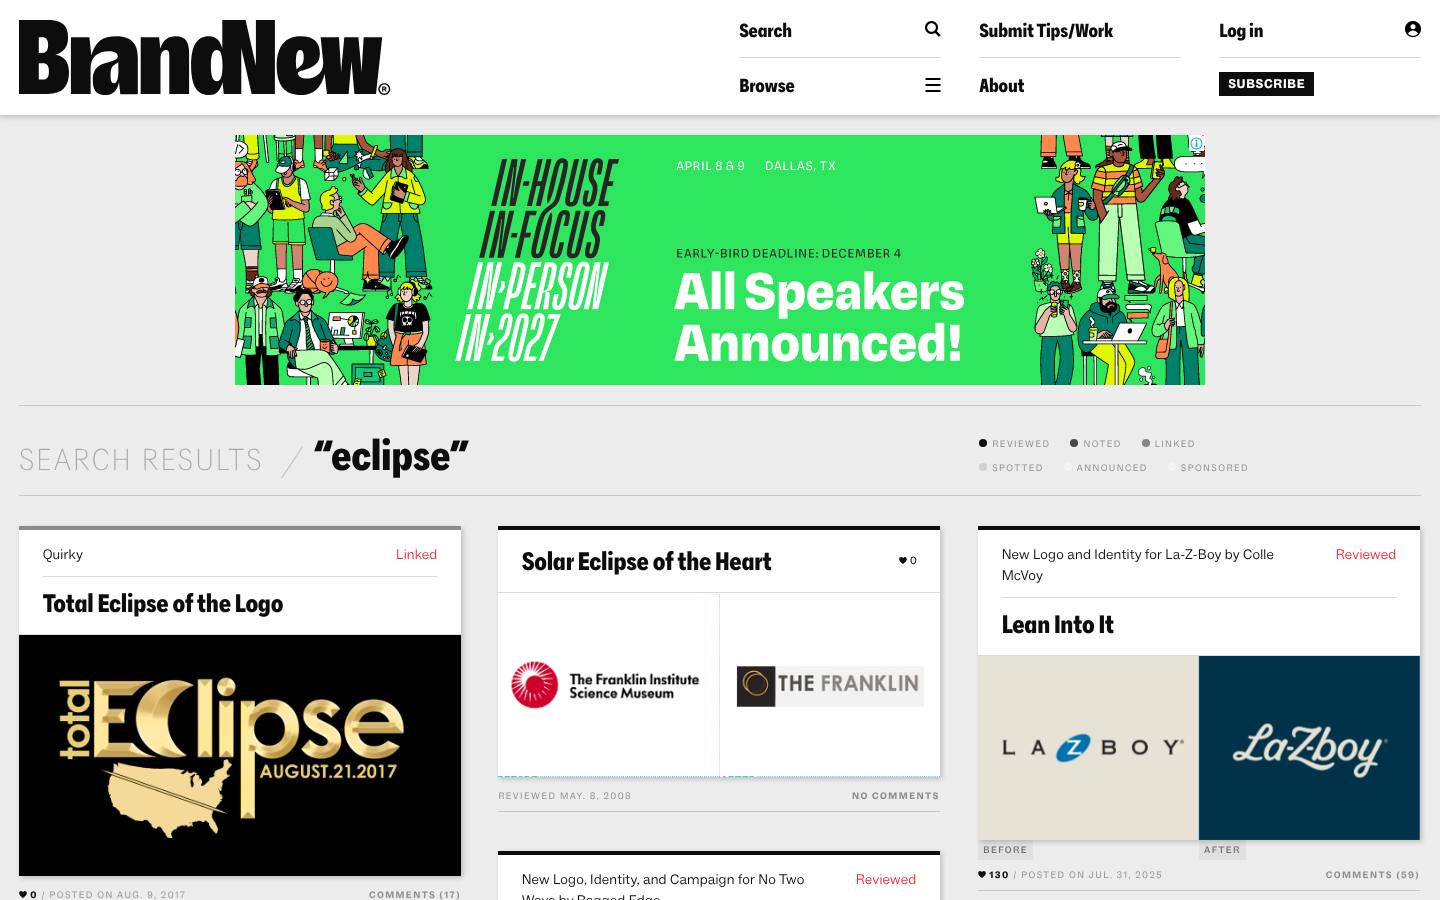 BrandNew®
Search
Submit Tips/Work
Log in
Browse
About
SUBSCRIBE
IN-HOUSE
IN-FOCUS
IN-PERSON
IN-2027
APRIL 8 & 9 DALLAS, TX
EARLY-BIRD DEADLINE: DECEMBER 4
All Speakers
Announced!
SEARCH RESULTS / “eclipse”
REVIEWED NOTED LINKED
SPOTTED ANNOUNCED SPONSORED
Quirky Linked
Total Eclipse of the Logo
total EClipse
AUGUST.21.2017
0 / POSTED ON AUG. 9, 2017 COMMENTS (17)
Solar Eclipse of the Heart 0
The Franklin Institute
Science Museum
THE FRANKLIN
REVIEWED MAY. 8, 2008 NO COMMENTS
New Logo, Identity, and Campaign for No Two Reviewed
Ways by Ragged Edge
New Logo and Identity for La-Z-Boy by Colle Reviewed
McVoy
Lean Into It
LA Z BOY®
La-Z-boy®
BEFORE AFTER
130 / POSTED ON JUL. 31, 2025 COMMENTS (59)